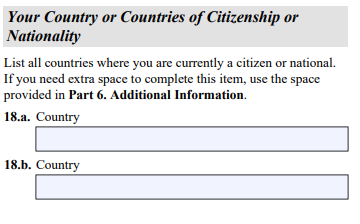 Your Country or Countries of Citizenship or
Nationality
List all countries where you are currently a citizen or national.
If you need extra space to complete this item, use the space
provided in Part 6. Additional Information.
18.a. Country
18.b. Country